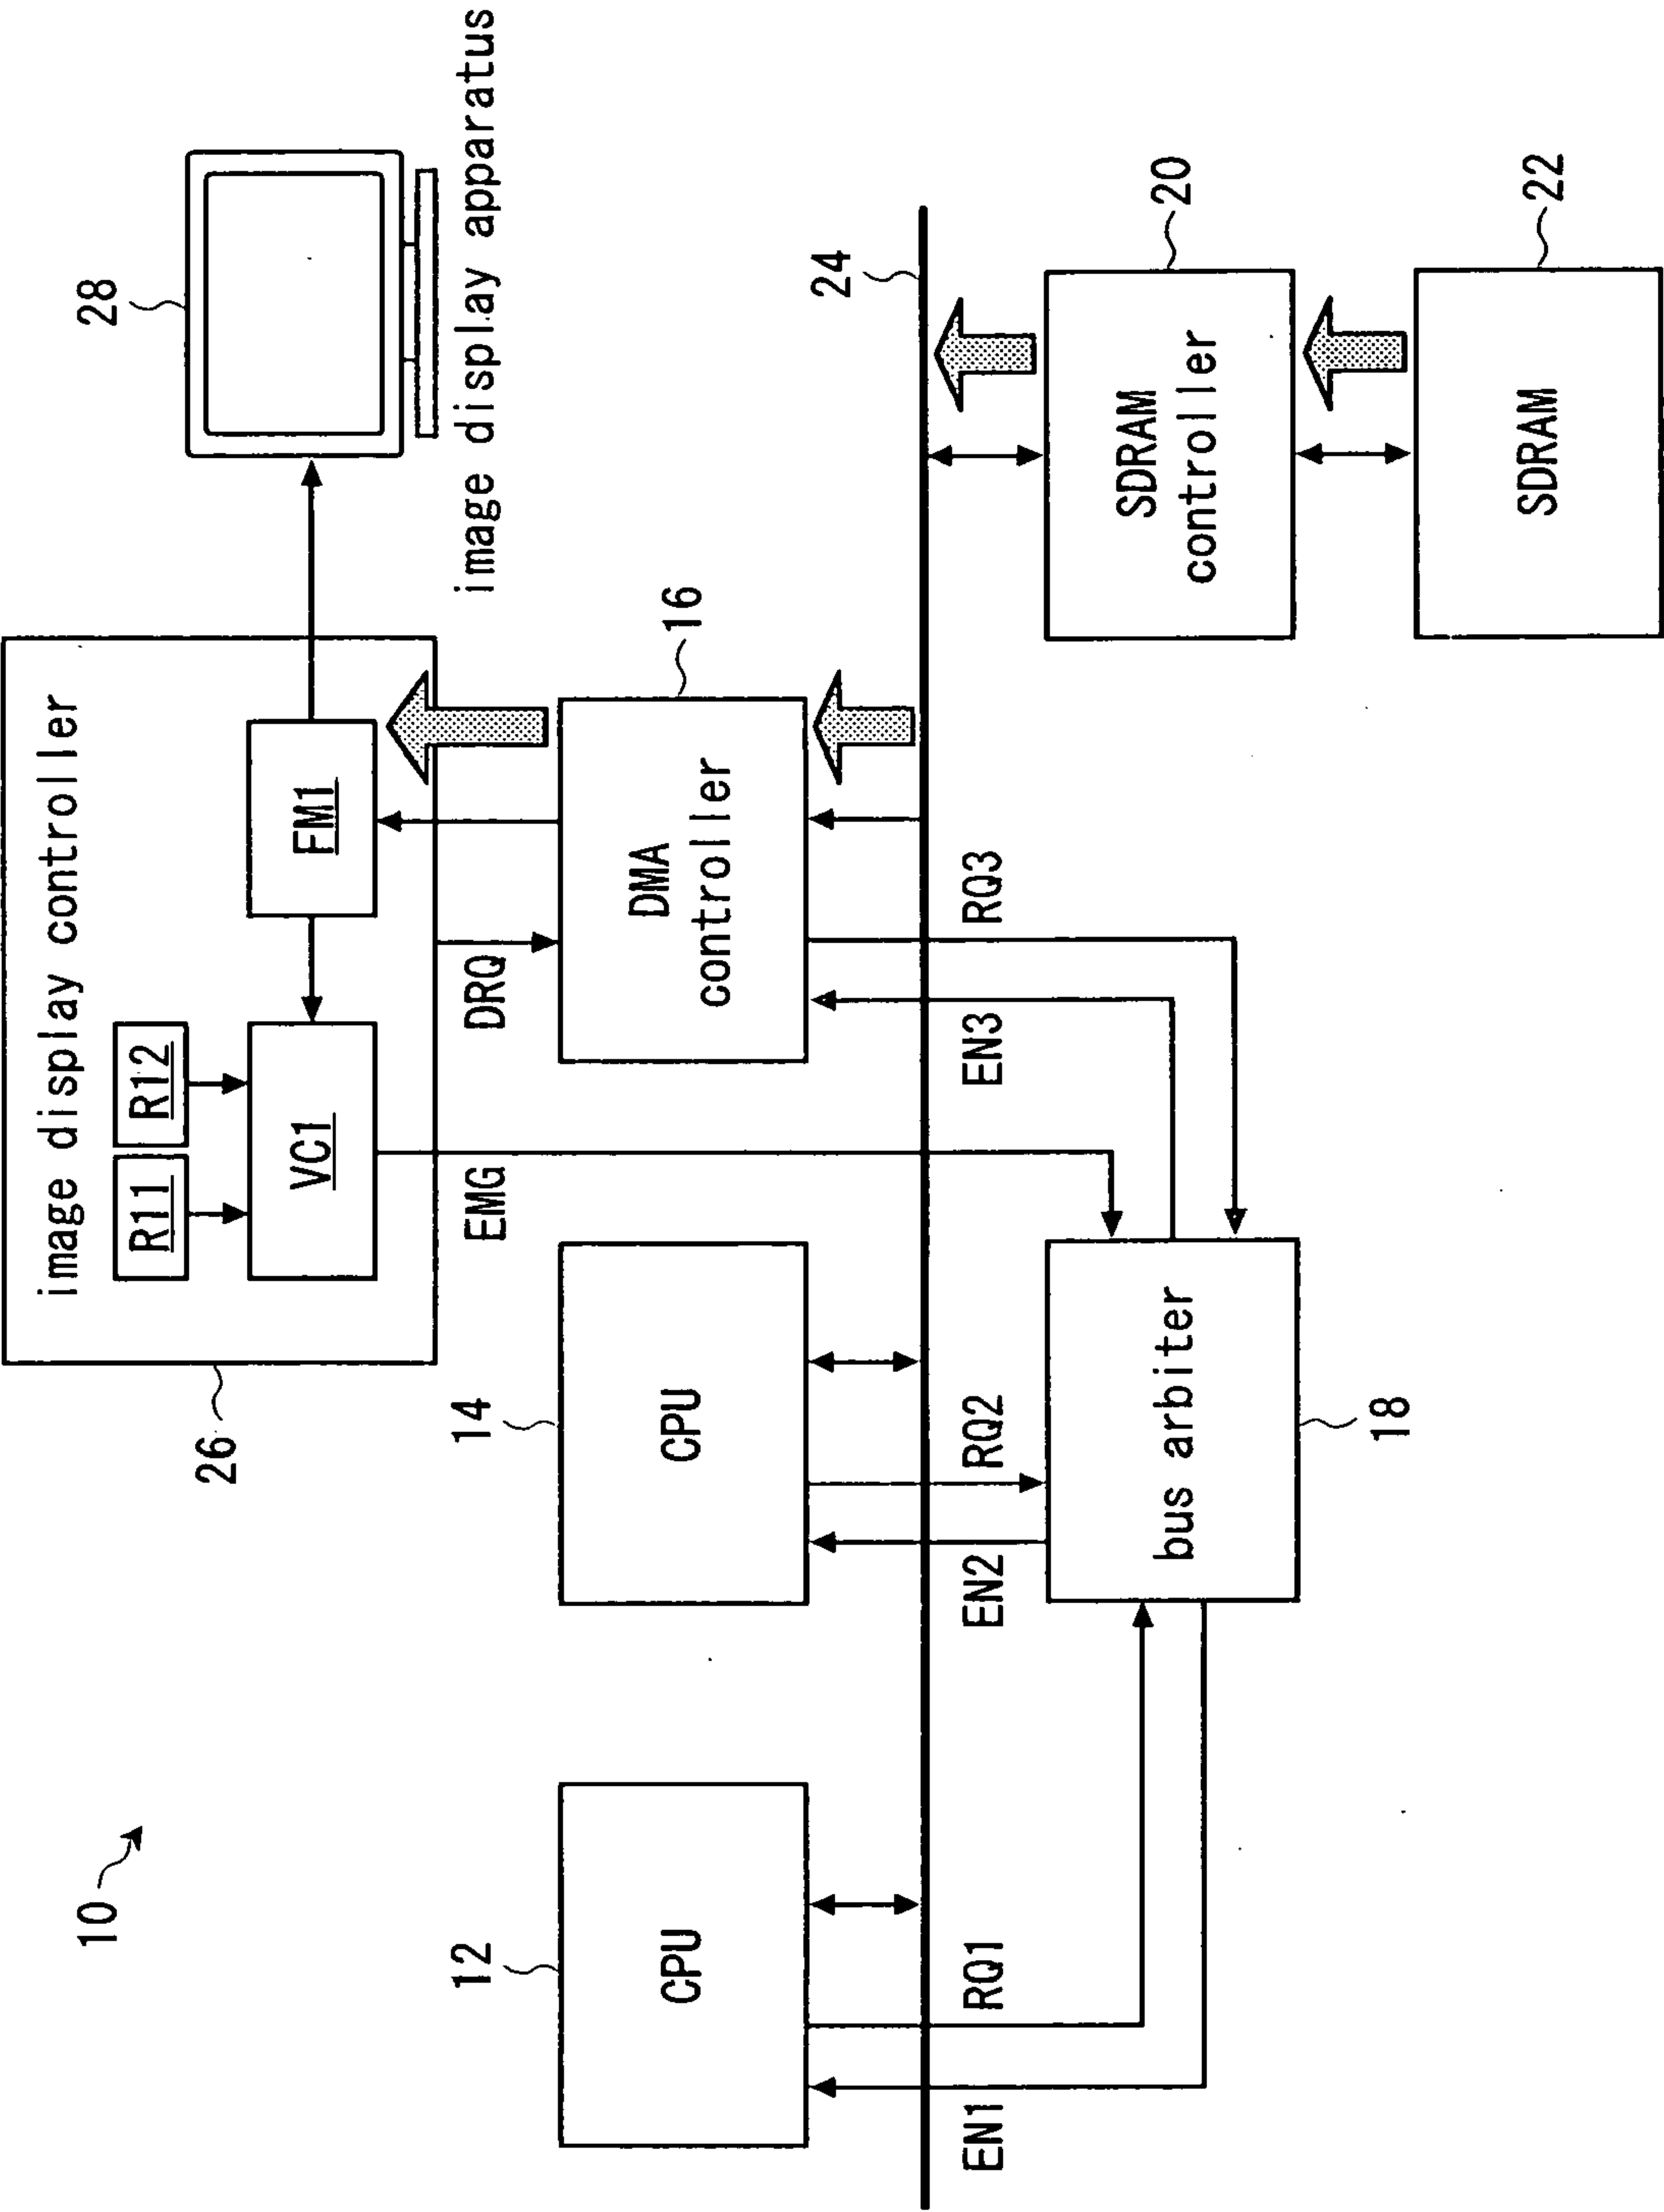 10
28
image display controller
26
R11
R12
VC1
FM1
image display apparatus
EMG
DRQ
12
CPU
14
CPU
16
DMA
controller
24
EN1
RQ1
EN2
RQ2
EN3
RQ3
bus arbiter
18
SDRAM
controller
20
SDRAM
22